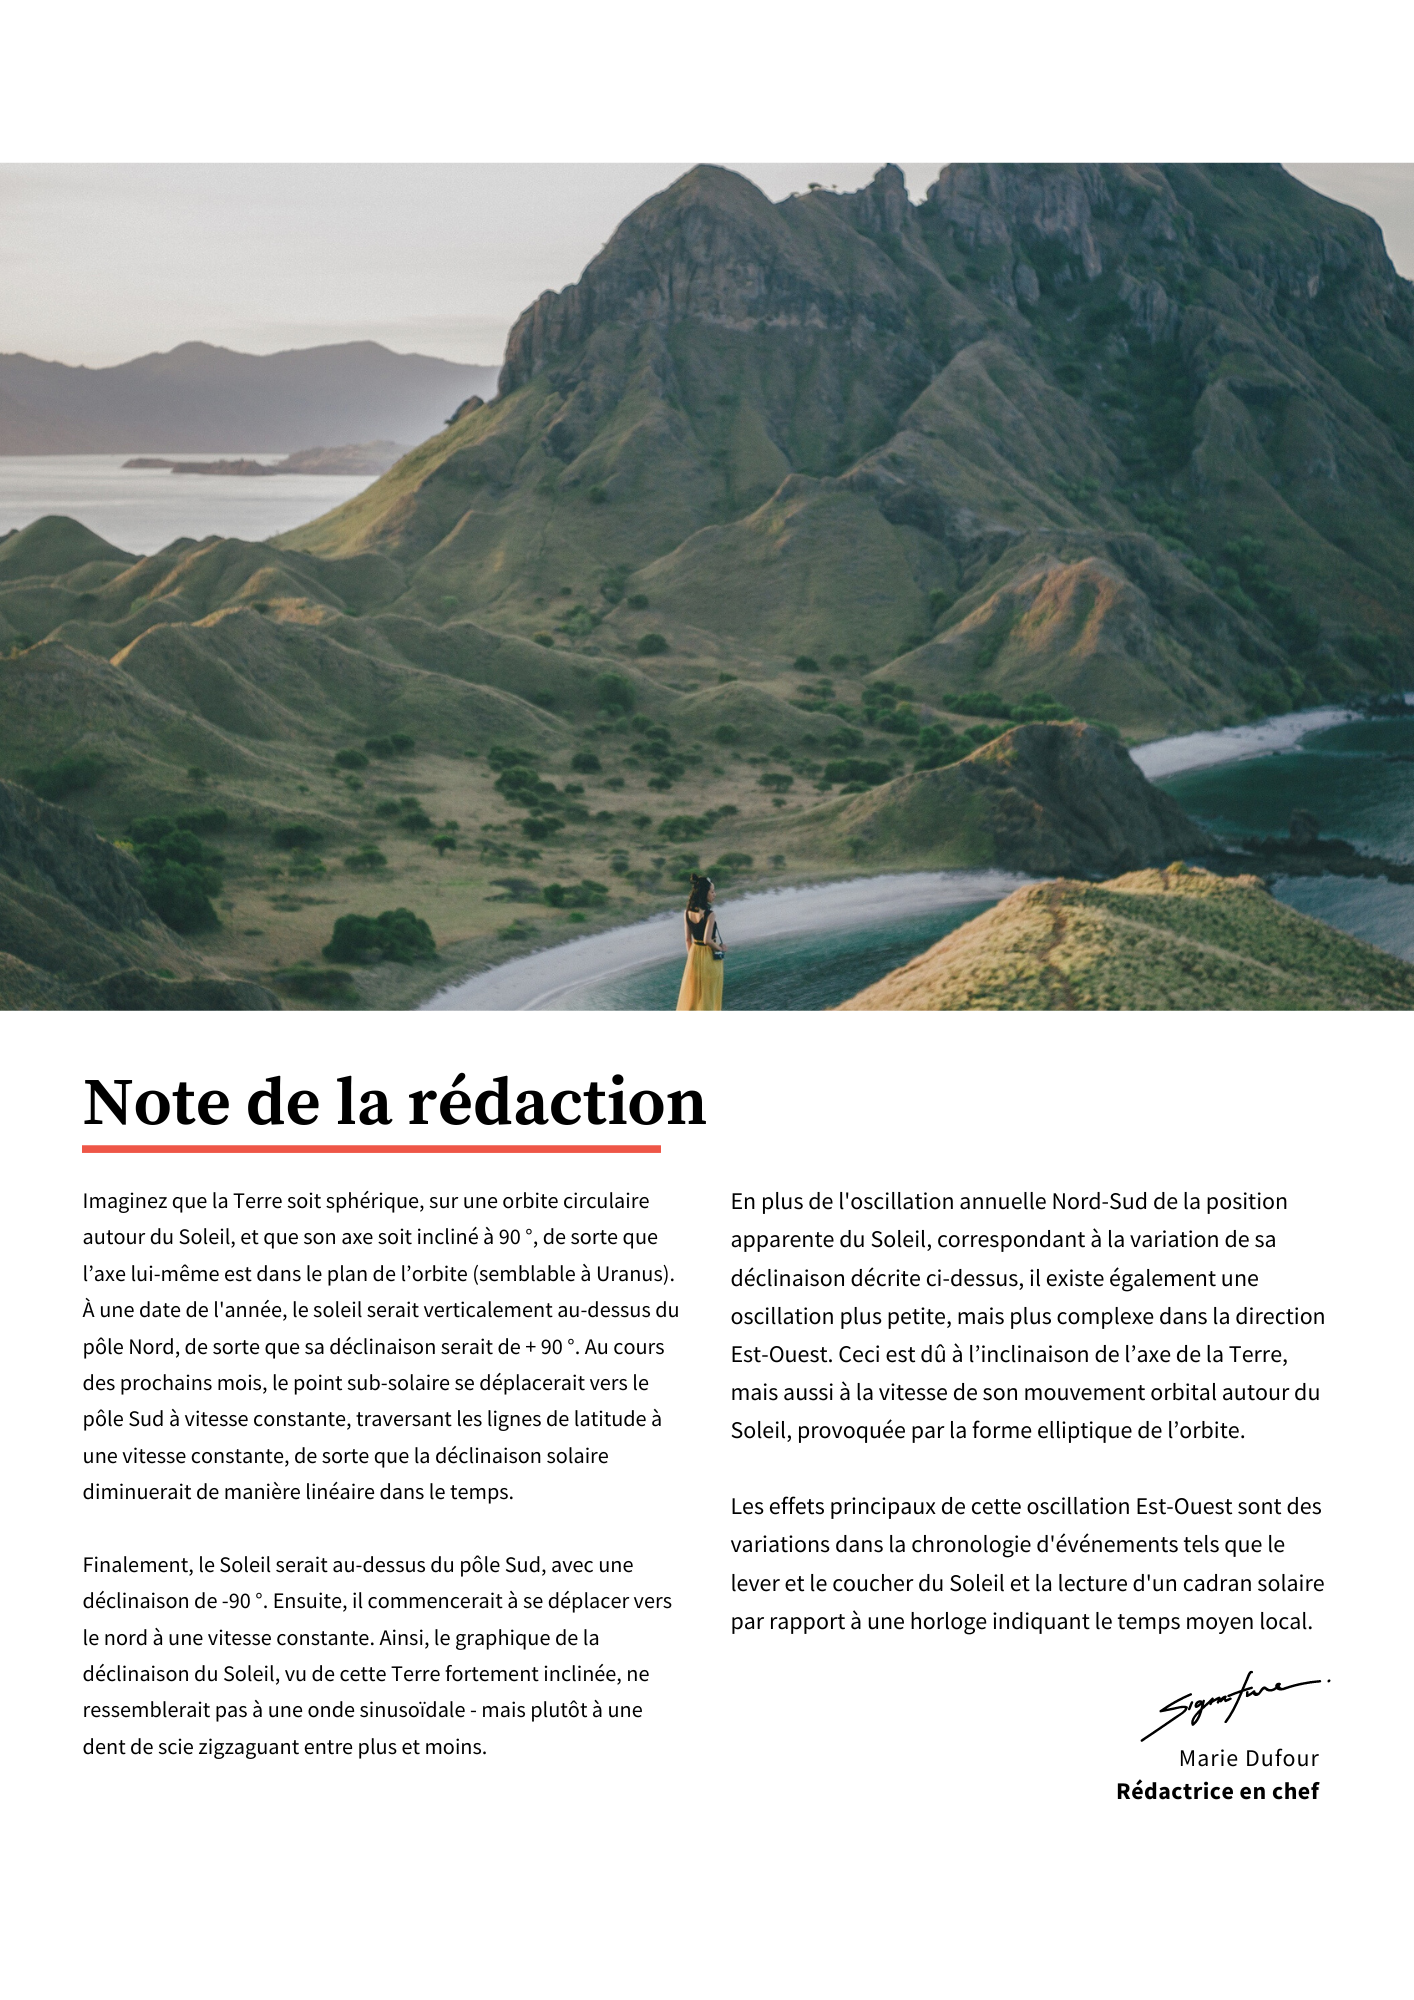 Note de la rédaction
Imaginez que la Terre soit sphérique, sur une orbite circulaire
autour du Soleil, et que son axe soit incliné à 90 °, de sorte que
l’axe lui-même est dans le plan de l’orbite (semblable à Uranus).
À une date de l'année, le soleil serait verticalement au-dessus du
pôle Nord, de sorte que sa déclinaison serait de + 90 °. Au cours
des prochains mois, le point sub-solaire se déplacerait vers le
pôle Sud à vitesse constante, traversant les lignes de latitude à
une vitesse constante, de sorte que la déclinaison solaire
diminuerait de manière linéaire dans le temps.
Finalement, le Soleil serait au-dessus du pôle Sud, avec une
déclinaison de -90 °. Ensuite, il commencerait à se déplacer vers
le nord à une vitesse constante. Ainsi, le graphique de la
déclinaison du Soleil, vu de cette Terre fortement inclinée, ne
ressemblerait pas à une onde sinusoïdale - mais plutôt à une
dent de scie zigzaguant entre plus et moins.
En plus de l'oscillation annuelle Nord-Sud de la position
apparente du Soleil, correspondant à la variation de sa
déclinaison décrite ci-dessus, il existe également une
oscillation plus petite, mais plus complexe dans la direction
Est-Ouest. Ceci est dû à l’inclinaison de l’axe de la Terre,
mais aussi à la vitesse de son mouvement orbital autour du
Soleil, provoquée par la forme elliptique de l’orbite.
Les effets principaux de cette oscillation Est-Ouest sont des
variations dans la chronologie d'événements tels que le
lever et le coucher du Soleil et la lecture d'un cadran solaire
par rapport à une horloge indiquant le temps moyen local.
Signature
Marie Dufour
Rédactrice en chef